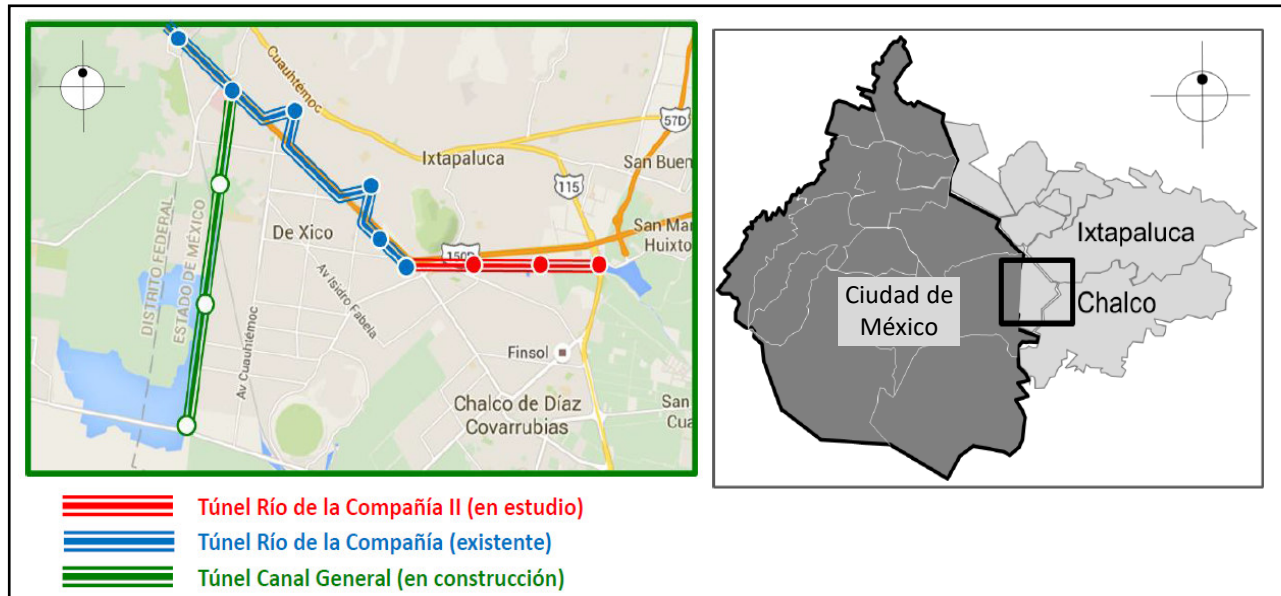 Cuauhtémoc
57D
Ixtapaluca
San Buen
115
San Mar
Huixto
De Xico
150D
DISTRITO FEDERAL
ESTADO DE MÉXICO
Av Isidro Fabela
Av Cuauhtémoc
Finsol
Chalco de Díaz
Covarrubias
San
Cua
Ixtapaluca
Chalco
Ciudad de
México
Túnel Río de la Compañía II (en estudio)
Túnel Río de la Compañía (existente)
Túnel Canal General (en construcción)